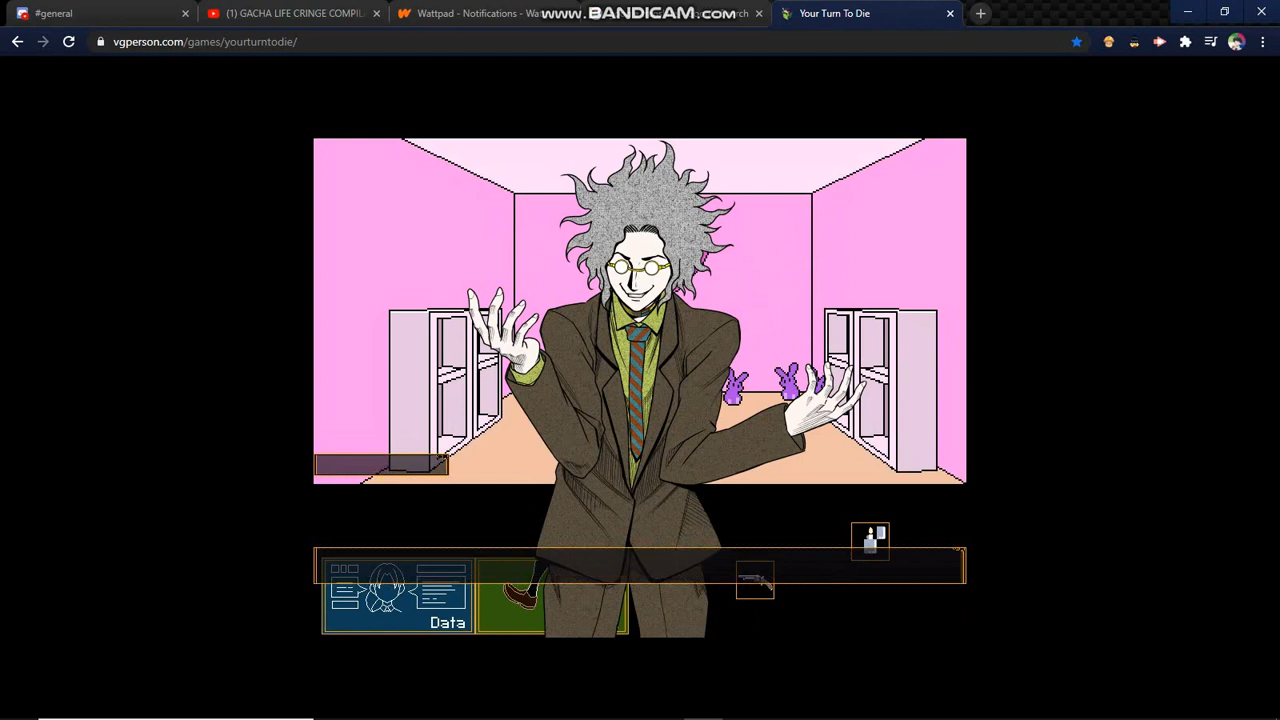 #general
(1) GACHA LIFE CRINGE COMPIL
Wattpad - Notifications - Wa
www.BANDICAM.com
rch
Your Turn To Die
vgperson.com/games/yourturntodie/
Data